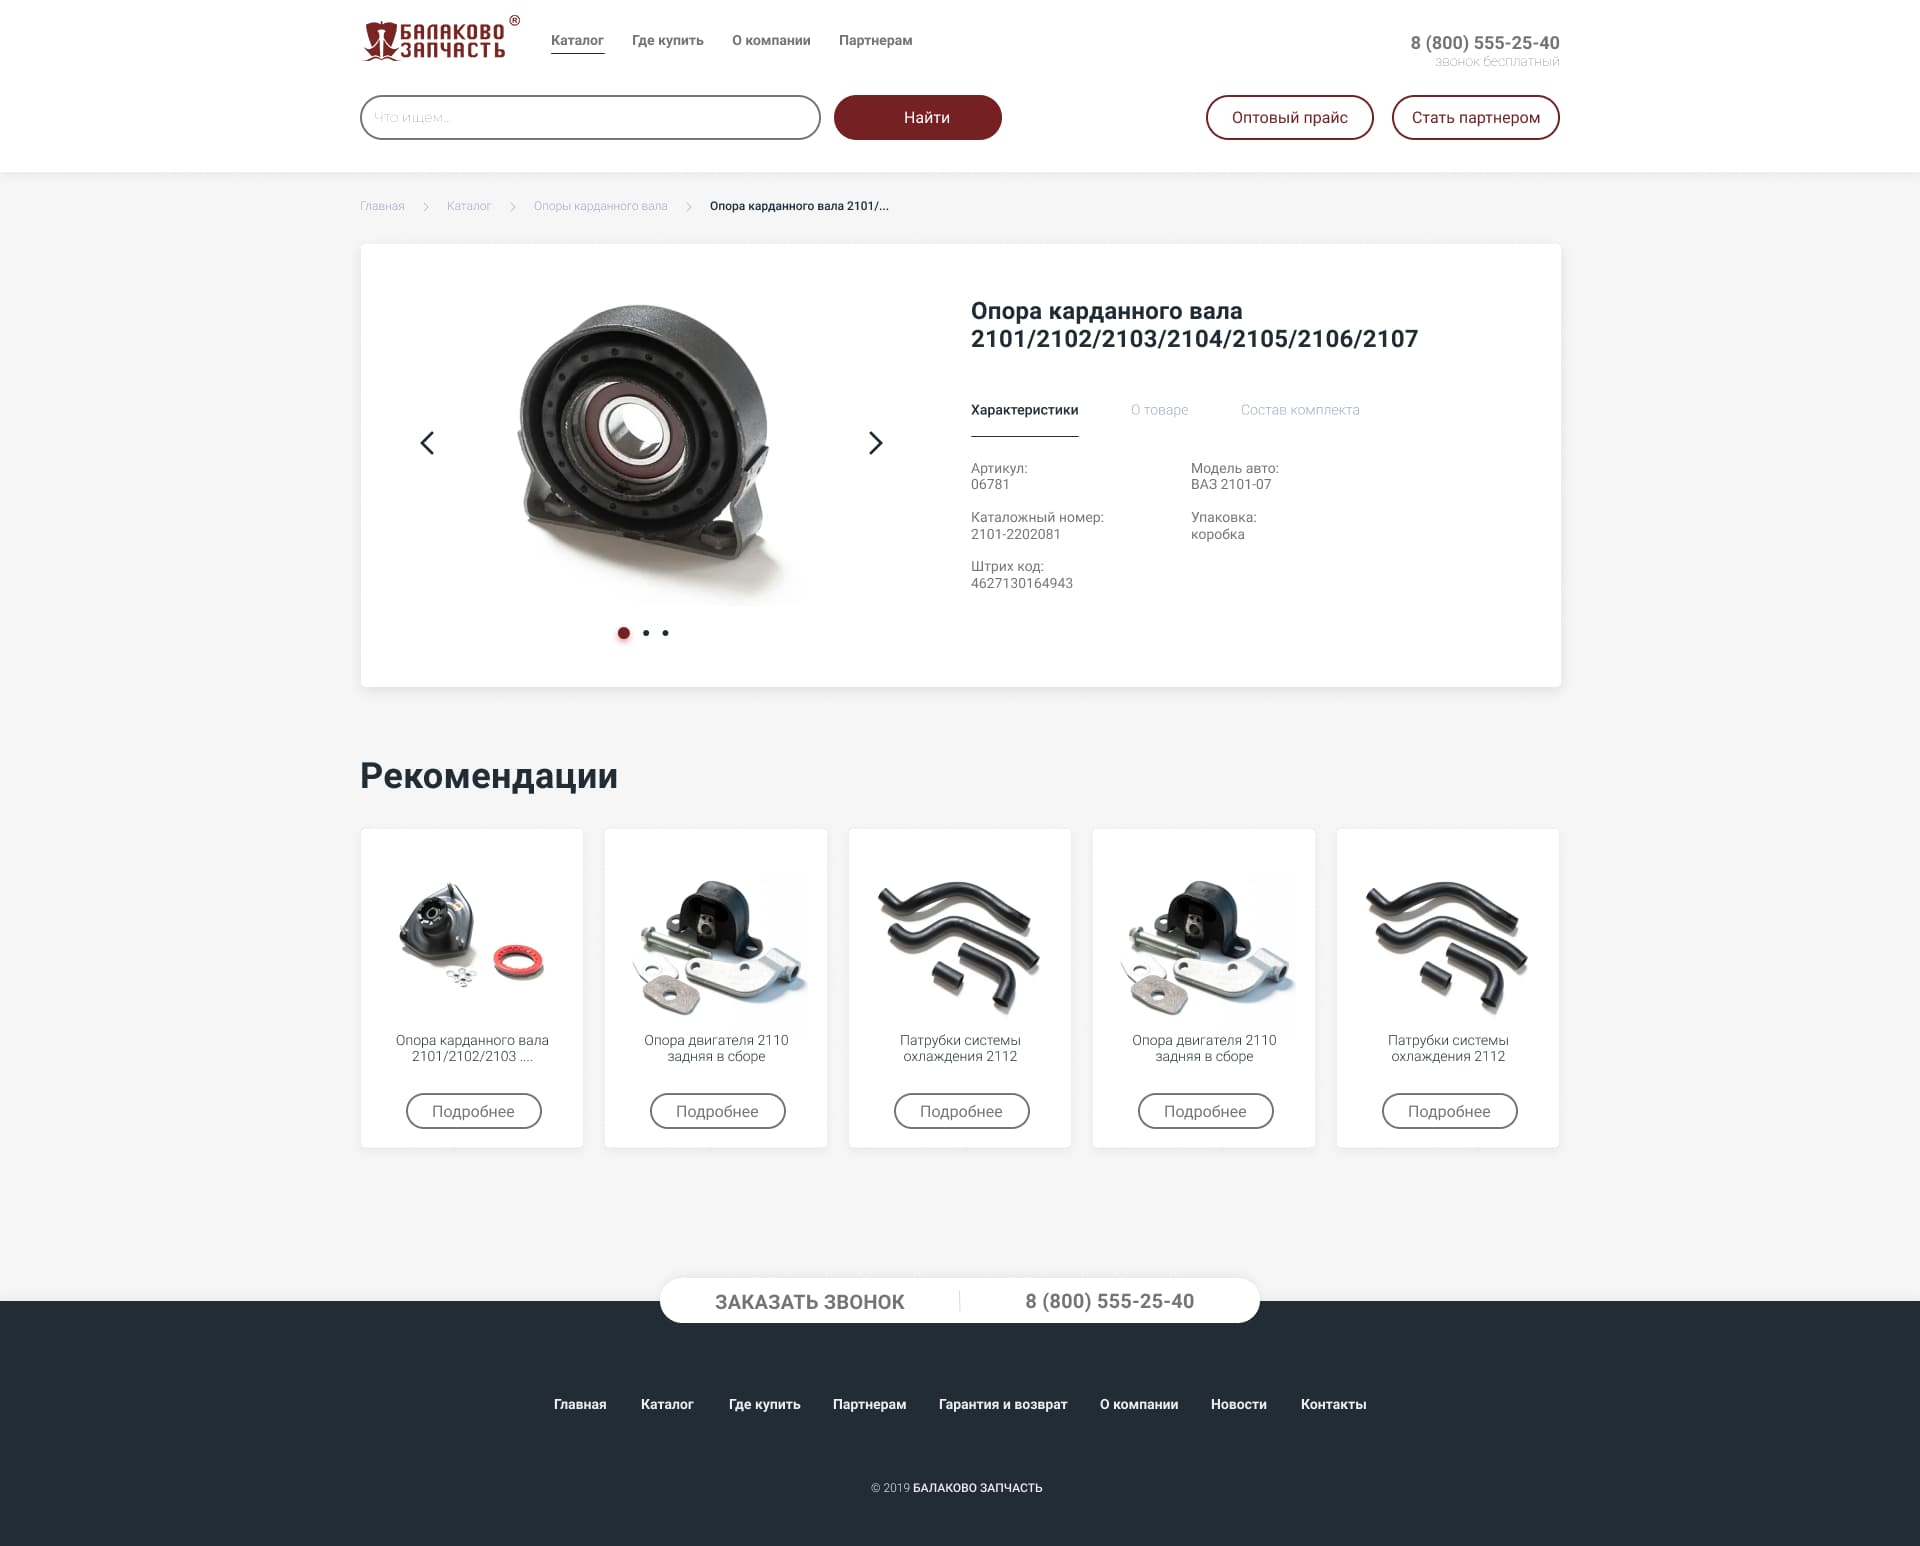 БАЛАКОВО ®
ЗАПЧАСТЬ
Каталог
Где купить
О компании
Партнерам
8 (800) 555-25-40
звонок бесплатный
Что ищем...
Найти
Оптовый прайс
Стать партнером
Главная
Каталог
Опоры карданного вала
Опора карданного вала 2101/...
Опора карданного вала
2101/2102/2103/2104/2105/2106/2107
Характеристики
О товаре
Состав комплекта
Артикул:
06781
Модель авто:
ВАЗ 2101-07
Каталожный номер:
2101-2202081
Упаковка:
коробка
Штрих код:
4627130164943
Рекомендации
Опора карданного вала
2101/2102/2103 ....
Подробнее
Опора двигателя 2110
задняя в сборе
Подробнее
Патрубки системы
охлаждения 2112
Подробнее
Опора двигателя 2110
задняя в сборе
Подробнее
Патрубки системы
охлаждения 2112
Подробнее
ЗАКАЗАТЬ ЗВОНОК
8 (800) 555-25-40
Главная
Каталог
Где купить
Партнерам
Гарантия и возврат
О компании
Новости
Контакты
© 2019 БАЛАКОВО ЗАПЧАСТЬ